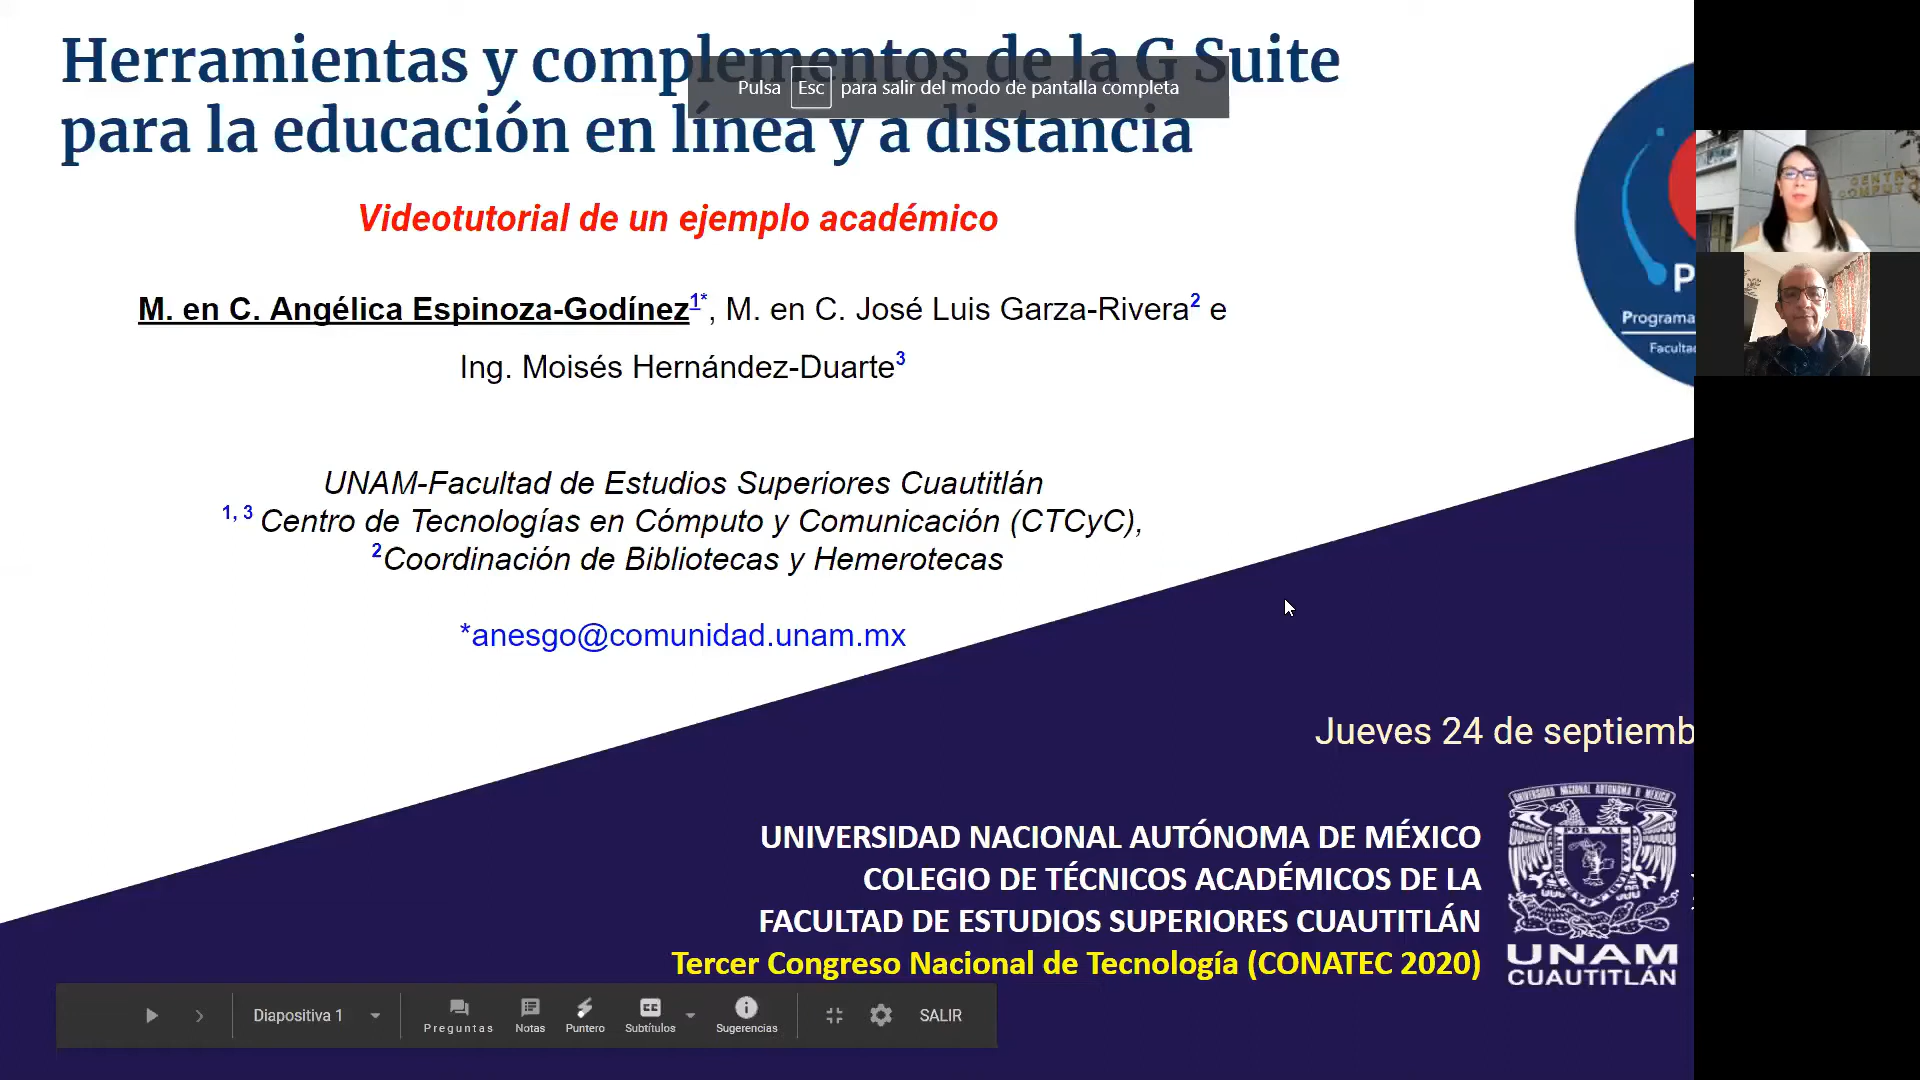 Herramientas y complementos de la G Suite
para la educación en línea y a distancia
Pulsa Esc para salir del modo de pantalla completa
Videotutorial de un ejemplo académico
M. en C. Angélica Espinoza-Godínez1*, M. en C. José Luis Garza-Rivera2 e
Ing. Moisés Hernández-Duarte3
UNAM-Facultad de Estudios Superiores Cuautitlán
1, 3 Centro de Tecnologías en Cómputo y Comunicación (CTCyC),
2Coordinación de Bibliotecas y Hemerotecas
*anesgo@comunidad.unam.mx
P
Programa
Faculta
CENTRO
COMPUTO
Jueves 24 de septiemb
UNIVERSIDAD NACIONAL AUTÓNOMA DE MÉXICO
COLEGIO DE TÉCNICOS ACADÉMICOS DE LA
FACULTAD DE ESTUDIOS SUPERIORES CUAUTITLÁN
Tercer Congreso Nacional de Tecnología (CONATEC 2020)
POR MI
UNAM
CUAUTITLÁN
Diapositiva 1
Preguntas
Notas
Puntero
Subtítulos
Sugerencias
SALIR